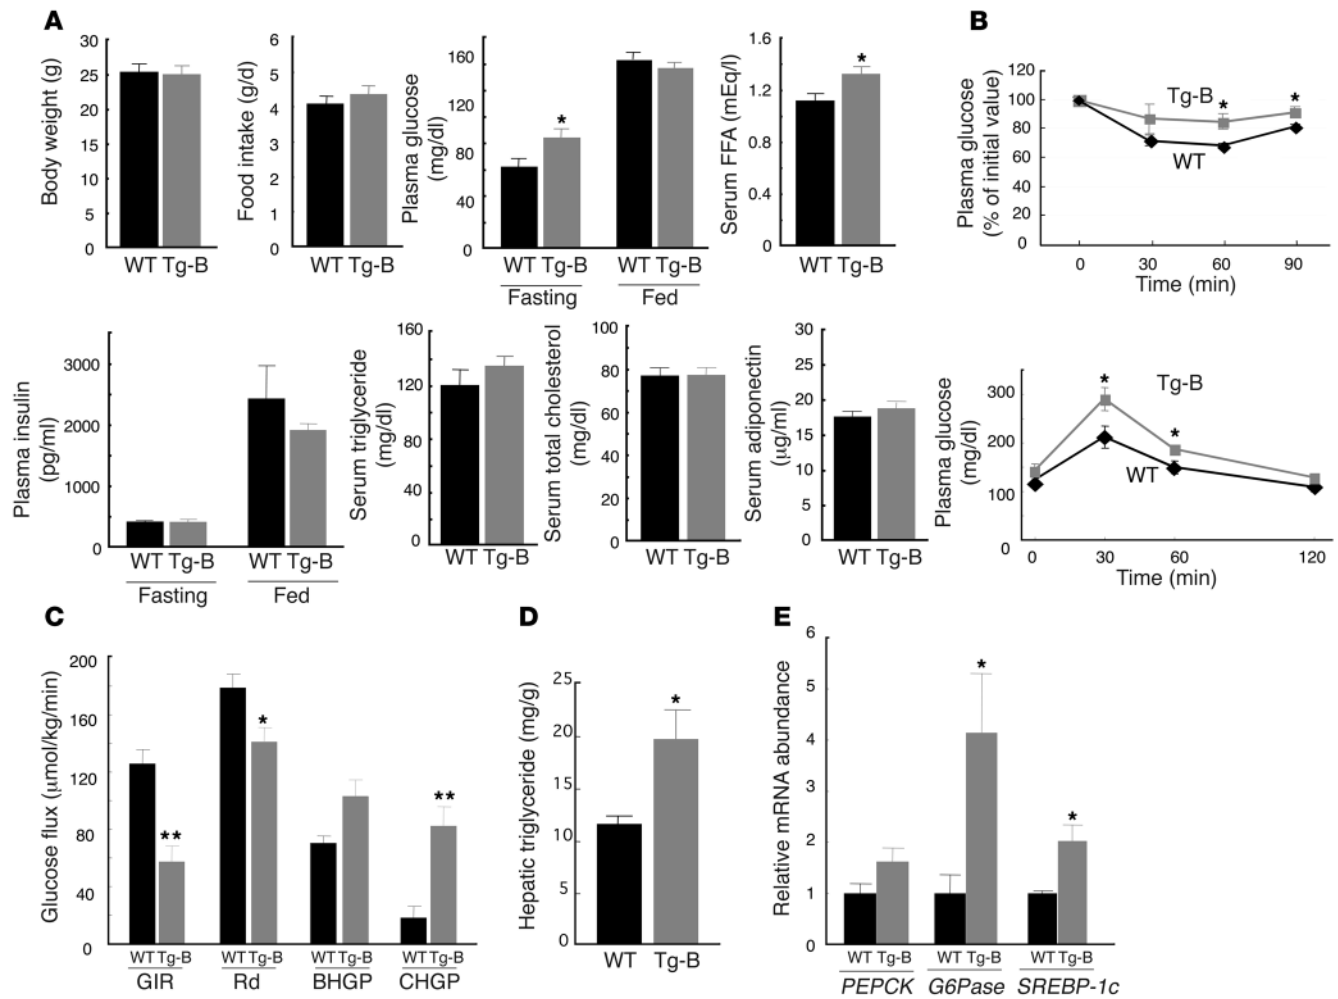 A
B
Body weight (g)
30
25
20
15
10
5
0
WT Tg-B
Food intake (g/d)
6
5
4
3
2
1
0
WT Tg-B
Plasma glucose
(mg/dl)
160
120
80
40
0
*
WT Tg-B WT Tg-B
Fasting Fed
Serum FFA (mEq/l)
1.6
1.2
0.8
0.4
0
*
WT Tg-B
Plasma glucose
(% of initial value)
120
100
80
60
40
20
0
Tg-B
* *
WT
0 30 60 90
Time (min)
Plasma insulin
(pg/ml)
3000
2000
1000
0
WT Tg-B WT Tg-B
Fasting Fed
Serum triglyceride
(mg/dl)
160
120
80
40
0
WT Tg-B
Serum total cholesterol
(mg/dl)
100
80
60
40
20
0
WT Tg-B
Serum adiponectin
(μg/ml)
30
25
20
15
10
5
0
WT Tg-B
Plasma glucose
(mg/dl)
300
200
100
0
* Tg-B
*
WT
0 30 60 120
Time (min)
C
Glucose flux (μmol/kg/min)
200
160
120
80
40
0
**
*
**
WT Tg-B WT Tg-B WT Tg-B WT Tg-B
GIR Rd BHGP CHGP
D
Hepatic triglyceride (mg/g)
25
20
15
10
5
0
*
WT Tg-B
E
Relative mRNA abundance
6
5
4
3
2
1
0
*
*
WT Tg-B WT Tg-B WT Tg-B
PEPCK G6Pase SREBP-1c